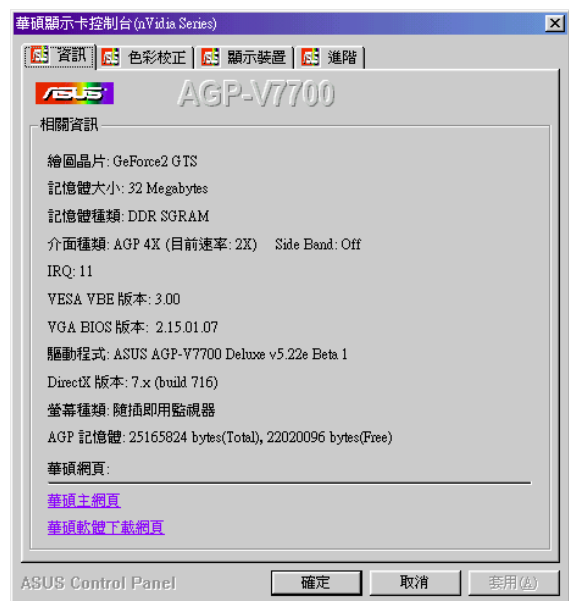 華碩顯示卡控制台(nVidia Series)
資訊 色彩校正 顯示裝置 進階
ASUS AGP-V7700
相關資訊
繪圖晶片: GeForce2 GTS
記憶體大小: 32 Megabytes
記憶體種類: DDR SGRAM
介面種類: AGP 4X (目前速率: 2X) Side Band: Off
IRQ: 11
VESA VBE 版本: 3.00
VGA BIOS 版本: 2.15.01.07
驅動程式: ASUS AGP-V7700 Deluxe v5.22e Beta 1
DirectX 版本: 7.x (build 716)
螢幕種類: 隨插即用監視器
AGP 記憶體: 25165824 bytes(Total), 22020096 bytes(Free)
華碩網頁:
華碩主網頁
華碩軟體下載網頁
ASUS Control Panel 確定 取消 套用(A)